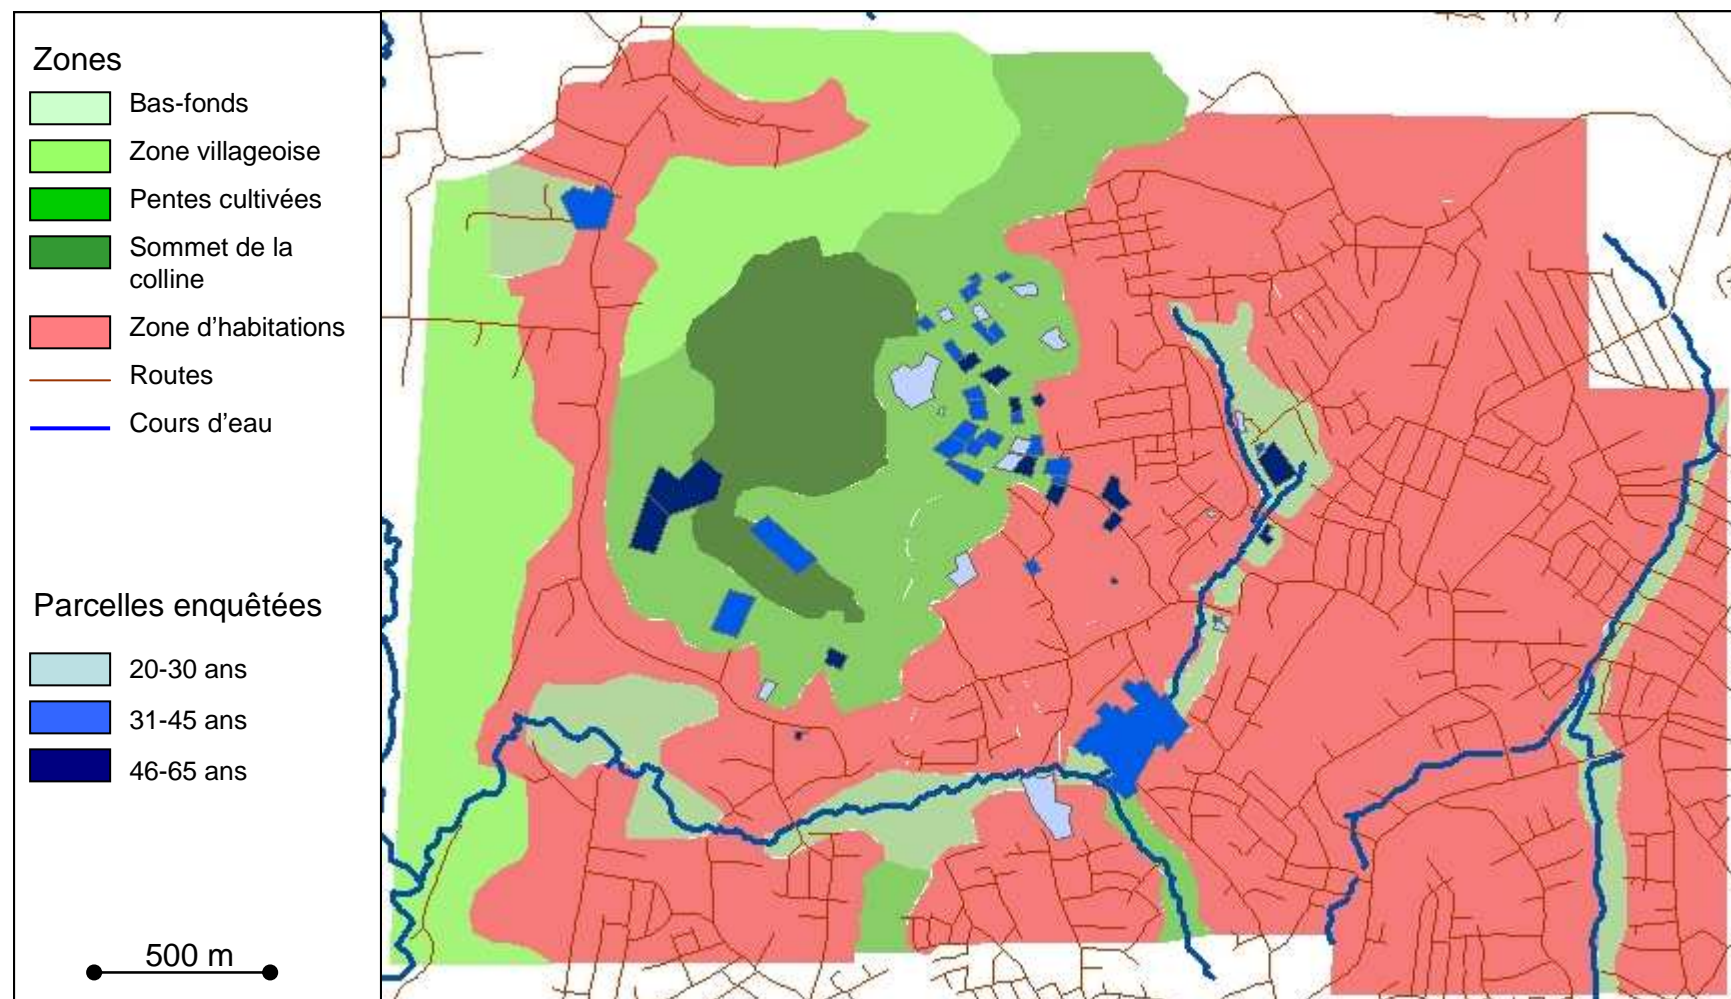 Zones
Bas-fonds
Zone villageoise
Pentes cultivées
Sommet de la
colline
Zone d'habitations
Routes
Cours d'eau
Parcelles enquêtées
20-30 ans
31-45 ans
46-65 ans
500 m